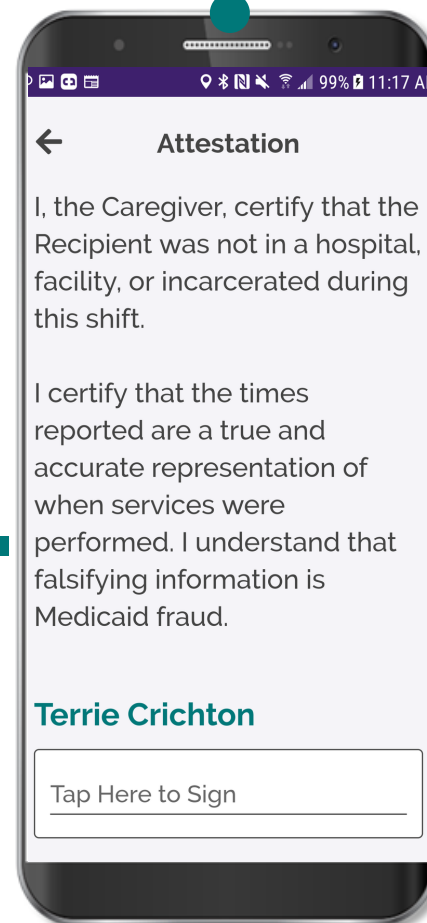 99% 11:17 A
Attestation
I, the Caregiver, certify that the
Recipient was not in a hospital,
facility, or incarcerated during
this shift.
I certify that the times
reported are a true and
accurate representation of
when services were
performed. I understand that
falsifying information is
Medicaid fraud.
Terrie Crichton
Tap Here to Sign